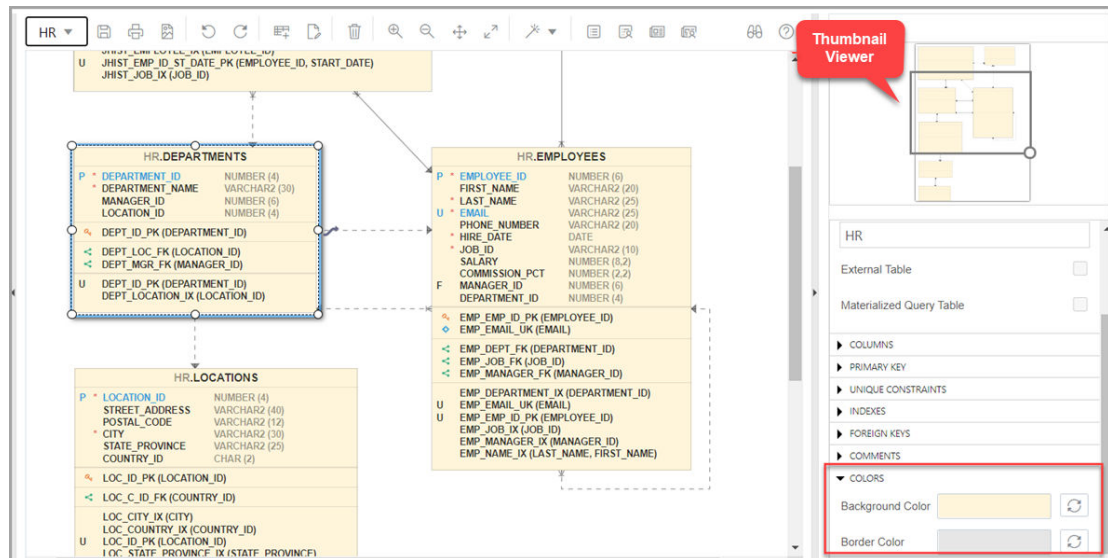 HR
Thumbnail
Viewer
JHIST_EMPLOYEE_IX (EMPLOYEE_ID)
U JHIST_EMP_ID_ST_DATE_PK (EMPLOYEE_ID, START_DATE)
JHIST_JOB_IX (JOB_ID)
HR.DEPARTMENTS
P * DEPARTMENT_ID NUMBER (4)
* DEPARTMENT_NAME VARCHAR2 (30)
MANAGER_ID NUMBER (6)
LOCATION_ID NUMBER (4)
DEPT_ID_PK (DEPARTMENT_ID)
DEPT_LOC_FK (LOCATION_ID)
DEPT_MGR_FK (MANAGER_ID)
U DEPT_ID_PK (DEPARTMENT_ID)
DEPT_LOCATION_IX (LOCATION_ID)
HR.LOCATIONS
P * LOCATION_ID NUMBER (4)
STREET_ADDRESS VARCHAR2 (40)
POSTAL_CODE VARCHAR2 (12)
* CITY VARCHAR2 (30)
STATE_PROVINCE VARCHAR2 (25)
COUNTRY_ID CHAR (2)
LOC_ID_PK (LOCATION_ID)
LOC_C_ID_FK (COUNTRY_ID)
LOC_CITY_IX (CITY)
LOC_COUNTRY_IX (COUNTRY_ID)
U LOC_ID_PK (LOCATION_ID)
LOC_STATE_PROVINCE_IX (STATE_PROVINCE)
HR.EMPLOYEES
P * EMPLOYEE_ID NUMBER (6)
FIRST_NAME VARCHAR2 (20)
* LAST_NAME VARCHAR2 (25)
U * EMAIL VARCHAR2 (25)
PHONE_NUMBER VARCHAR2 (20)
* HIRE_DATE DATE
* JOB_ID VARCHAR2 (10)
SALARY NUMBER (8,2)
COMMISSION_PCT NUMBER (2,2)
F MANAGER_ID NUMBER (6)
DEPARTMENT_ID NUMBER (4)
EMP_EMP_ID_PK (EMPLOYEE_ID)
EMP_EMAIL_UK (EMAIL)
EMP_DEPT_FK (DEPARTMENT_ID)
EMP_JOB_FK (JOB_ID)
EMP_MANAGER_FK (MANAGER_ID)
EMP_DEPARTMENT_IX (DEPARTMENT_ID)
U EMP_EMAIL_UK (EMAIL)
U EMP_EMP_ID_PK (EMPLOYEE_ID)
EMP_JOB_IX (JOB_ID)
EMP_MANAGER_IX (MANAGER_ID)
EMP_NAME_IX (LAST_NAME, FIRST_NAME)
HR
External Table
Materialized Query Table
COLUMNS
PRIMARY KEY
UNIQUE CONSTRAINTS
INDEXES
FOREIGN KEYS
COMMENTS
COLORS
Background Color
Border Color